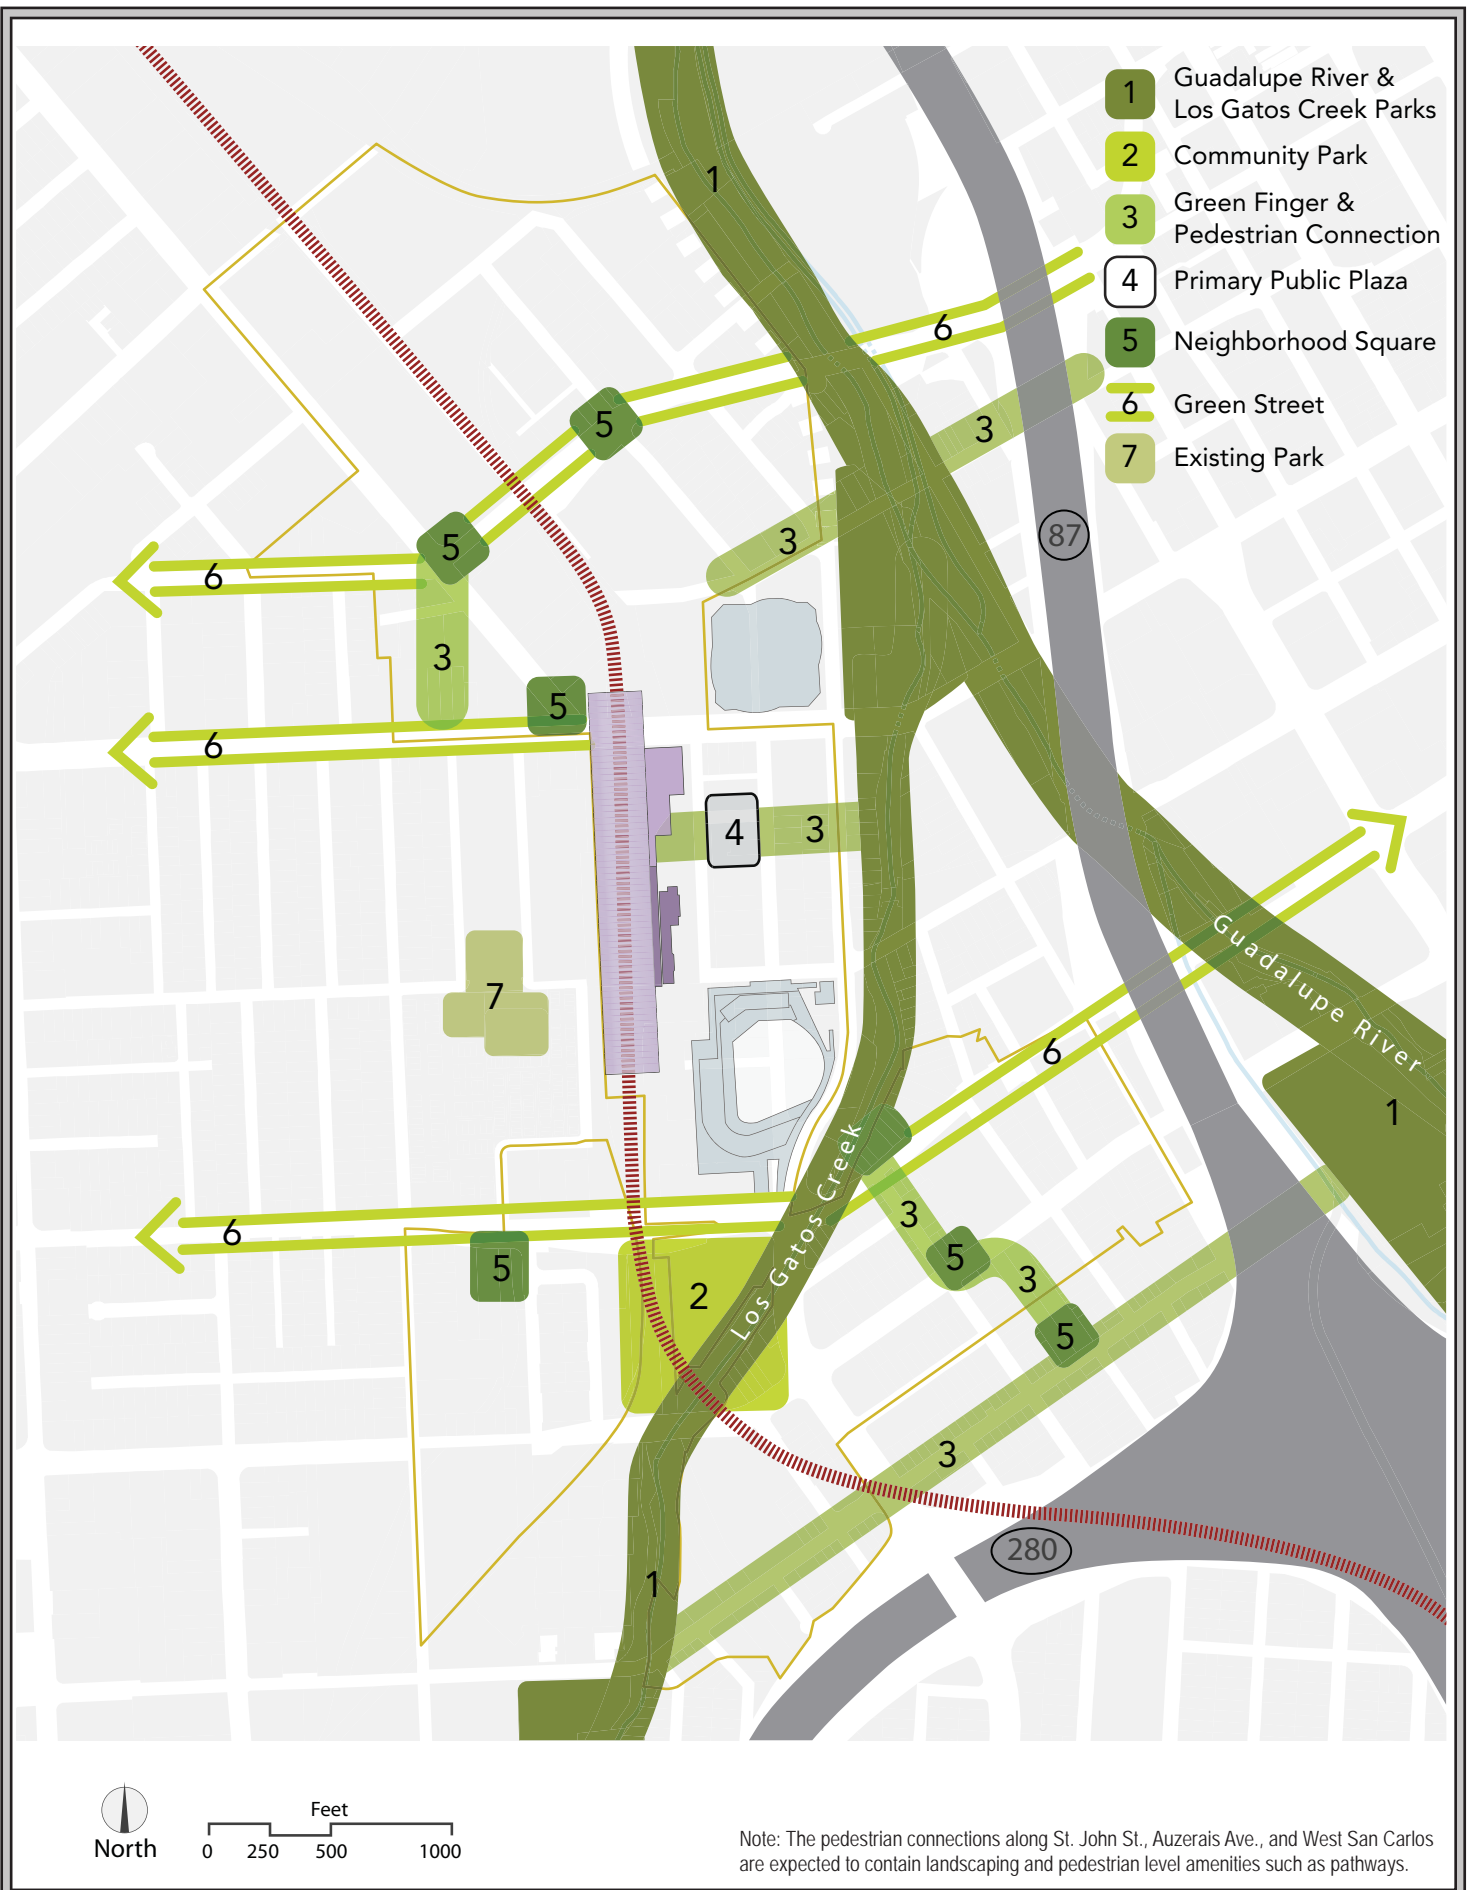 1
Guadalupe River &
Los Gatos Creek Parks
2
Community Park
3
Green Finger &
Pedestrian Connection
4
Primary Public Plaza
5
Neighborhood Square
6
Green Street
7
Existing Park
1
6
5
3
3
87
5
6
3
5
6
4
3
7
Guadalupe River
6
1
Los Gatos Creek
3
6
5
5
3
2
5
3
280
1
North
Feet
0 250 500 1000
Note: The pedestrian connections along St. John St., Auzerais Ave., and West San Carlos
are expected to contain landscaping and pedestrian level amenities such as pathways.